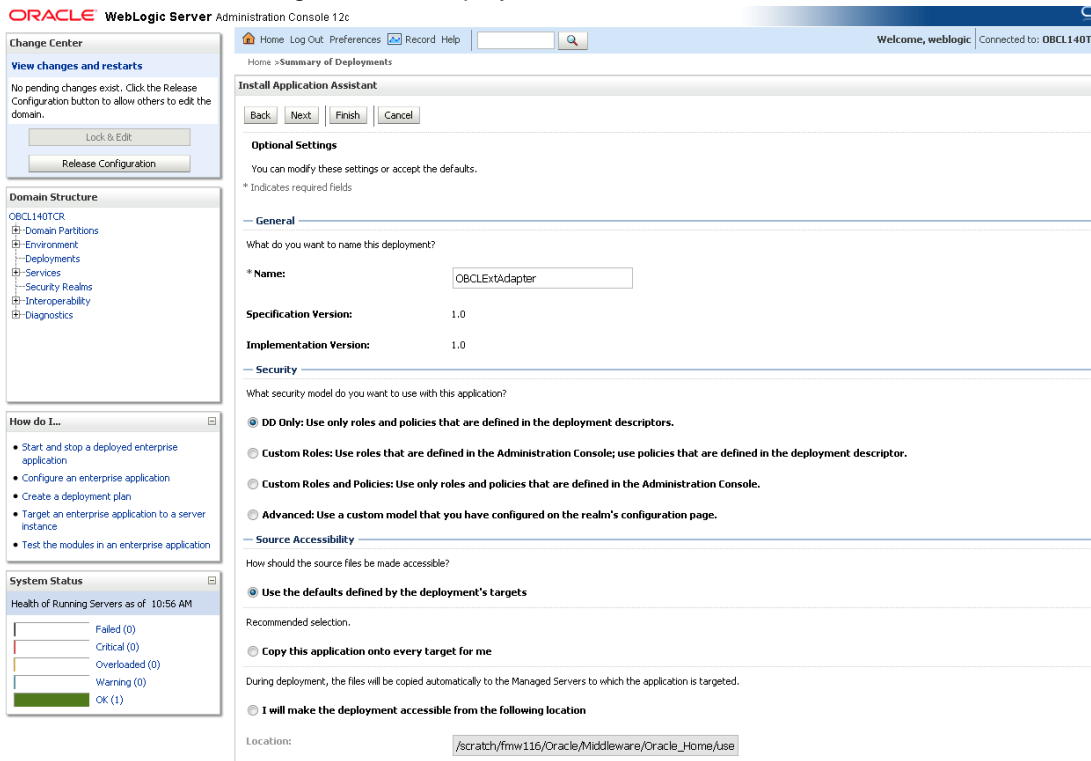 ORACLE WebLogic Server Administration Console 12c
Change Center
View changes and restarts
No pending changes exist. Click the Release
Configuration button to allow others to edit the
domain.
Lock & Edit
Release Configuration
Domain Structure
OBCL140TCR
Domain Partitions
Environment
Deployments
Services
Security Realms
Interoperability
Diagnostics
How do I...
Start and stop a deployed enterprise
application
Configure an enterprise application
Create a deployment plan
Target an enterprise application to a server
instance
Test the modules in an enterprise application
System Status
Health of Running Servers as of 10:56 AM
Failed (0)
Critical (0)
Overloaded (0)
Warning (0)
OK (1)
Home Log Out Preferences Record Help
Welcome, weblogic Connected to: OBCL140T
Home >Summary of Deployments
Install Application Assistant
Back Next Finish Cancel
Optional Settings
You can modify these settings or accept the defaults.
* Indicates required fields
General
What do you want to name this deployment?
* Name: OBCLExtAdapter
Specification Version: 1.0
Implementation Version: 1.0
Security
What security model do you want to use with this application?
DD Only: Use only roles and policies that are defined in the deployment descriptors.
Custom Roles: Use roles that are defined in the Administration Console; use policies that are defined in the deployment descriptor.
Custom Roles and Policies: Use only roles and policies that are defined in the Administration Console.
Advanced: Use a custom model that you have configured on the realm's configuration page.
Source Accessibility
How should the source files be made accessible?
Use the defaults defined by the deployment's targets
Recommended selection.
Copy this application onto every target for me
During deployment, the files will be copied automatically to the Managed Servers to which the application is targeted.
I will make the deployment accessible from the following location
Location: /scratch/fmw116/Oracle/Middleware/Oracle_Home/use